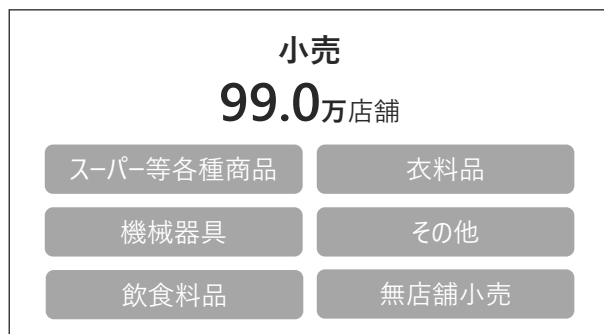 小売
99.0万店舗
スーパー等各種商品
衣料品
機械器具
その他
飲食料品
無店舗小売